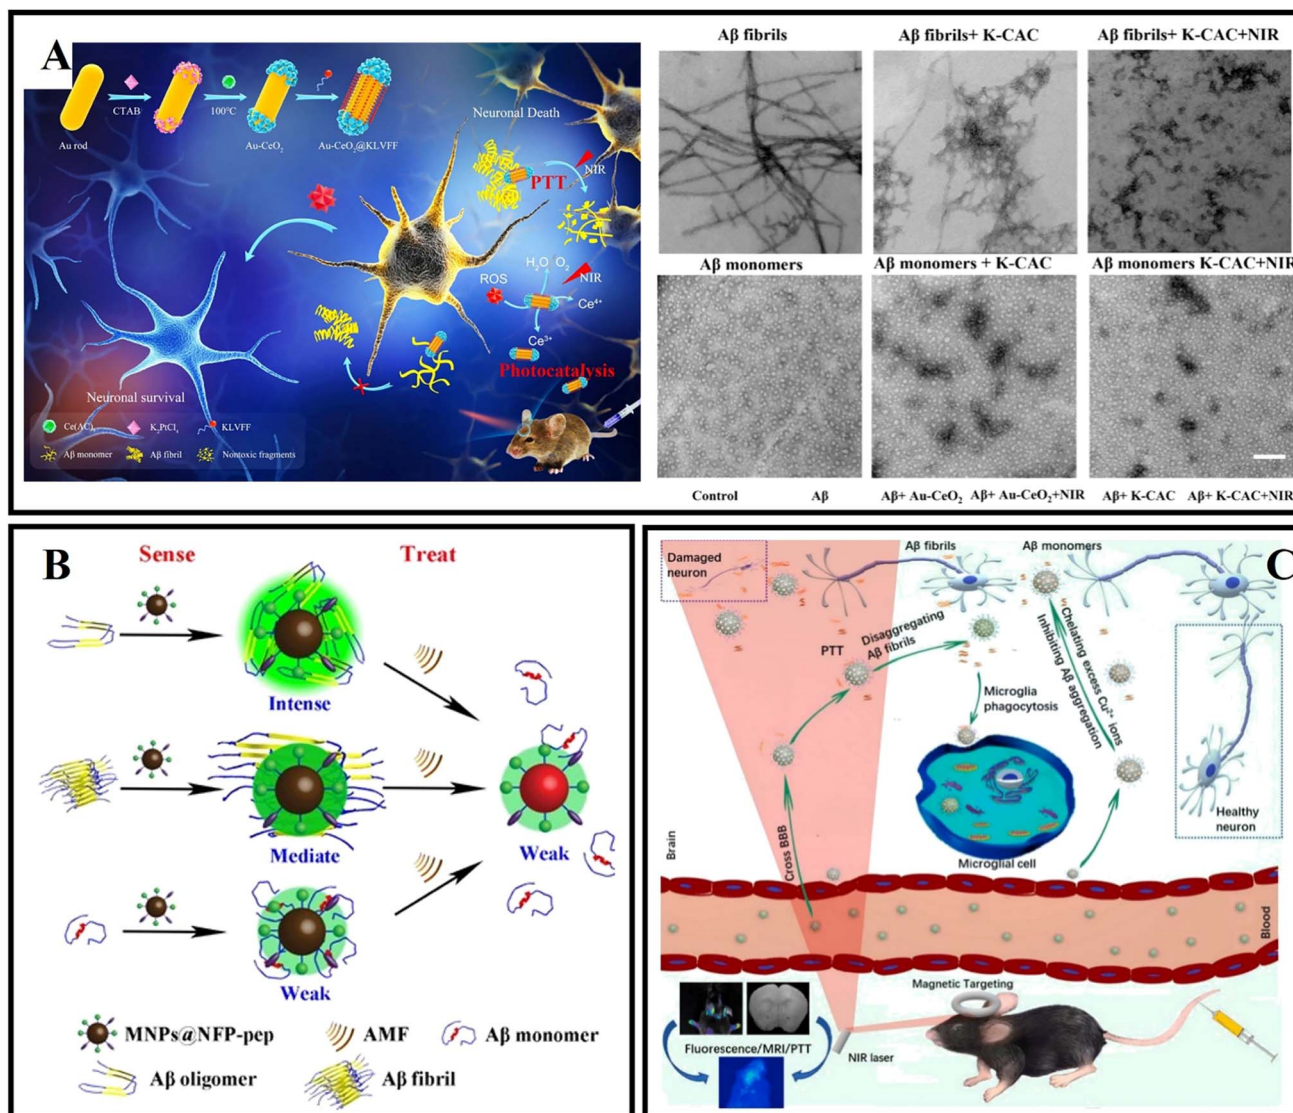 A
Au rod
CTAB
100℃
Au-CeO₂
Au-CeO₂@KLVFF
Neuronal Death
NIR
PTT
H₂O
O₂
ROS
NIR
Ce⁴⁺
Ce³⁺
Photocatalysis
Neuronal survival
K₂PtCl₄
KLVFF
Aβ monomer
Aβ fibril
Nontoxic fragments
Aβ fibrils
Aβ fibrils+ K-CAC
Aβ fibrils+ K-CAC+NIR
Aβ monomers
Aβ monomers + K-CAC
Aβ monomers K-CAC+NIR
Control
Aβ
Aβ+ Au-CeO₂
Aβ+ Au-CeO₂+NIR
Aβ+ K-CAC
Aβ+ K-CAC+NIR
B
Sense
Treat
Intense
Mediate
Weak
Weak
MNPs@NFP-pep
AMF
Aβ monomer
Aβ oligomer
Aβ fibril
C
Damaged
neuron
Aβ fibrils
Aβ monomers
PTT
Disaggregating
Aβ fibrils
Chelating excess Cu²⁺ ions
Inhibiting Aβ aggregation
Microglia
phagocytosis
Healthy
neuron
Microglial cell
Cross BBB
Brain
Blood
Magnetic Targeting
Fluorescence/MRI/PTT
NIR laser